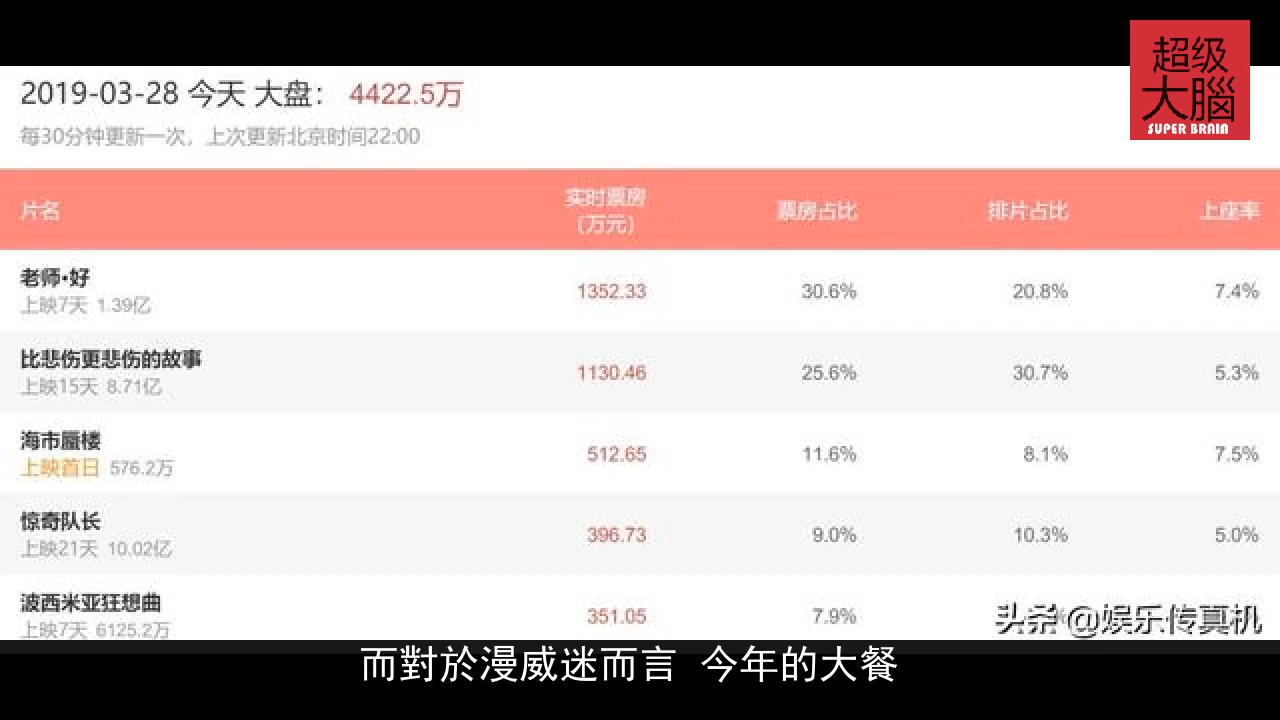 超级
大腦
SUPER BRAIN
2019-03-28 今天 大盘： 4422.5万
每30分钟更新一次，上次更新北京时间22:00
片名 实时票房(万元) 票房占比 排片占比 上座率
老师·好 1352.33 30.6% 20.8% 7.4%
上映7天 1.39亿
比悲伤更悲伤的故事 1130.46 25.6% 30.7% 5.3%
上映15天 8.71亿
海市蜃楼 512.65 11.6% 8.1% 7.5%
上映首日 576.2万
惊奇队长 396.73 9.0% 10.3% 5.0%
上映21天 10.02亿
波西米亚狂想曲 351.05 7.9%
上映7天 6125.2万
头条 @娱乐传真机
而對於漫威迷而言 今年的大餐